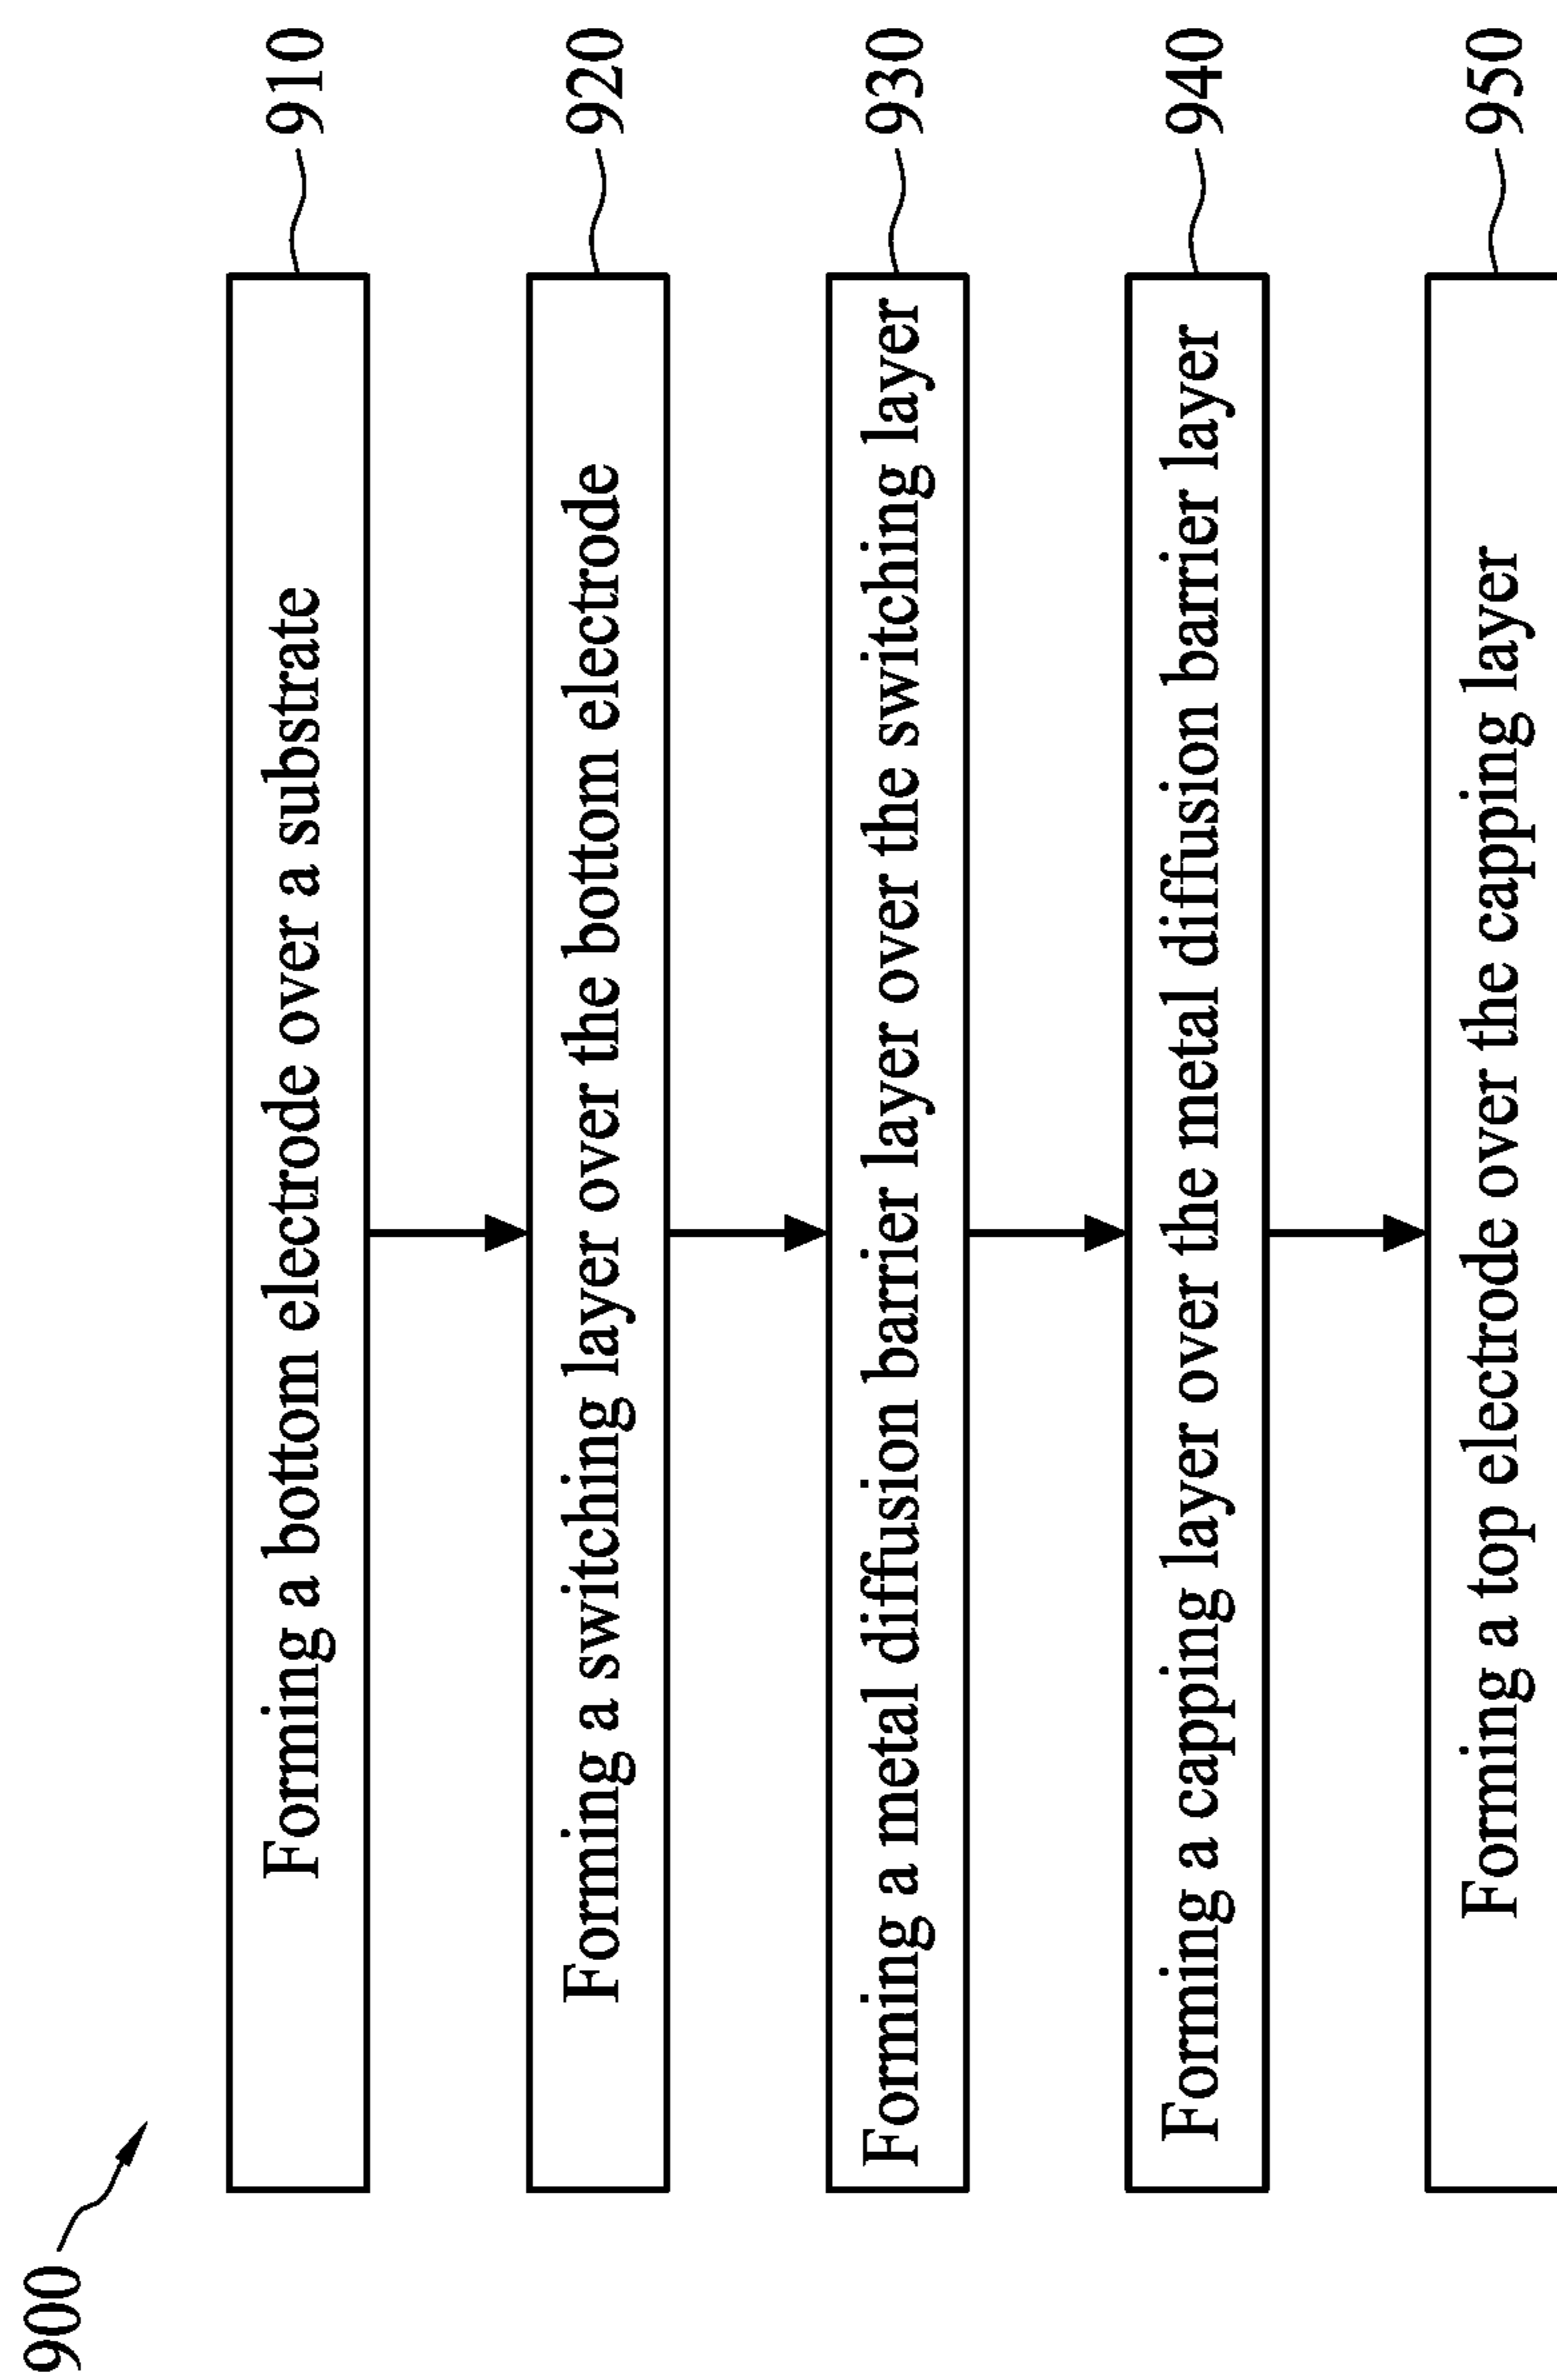 900
Forming a bottom electrode over a substrate
910
Forming a switching layer over the bottom electrode
920
Forming a metal diffusion barrier layer over the switching layer
930
Forming a capping layer over the metal diffusion barrier layer
940
Forming a top electrode over the capping layer
950